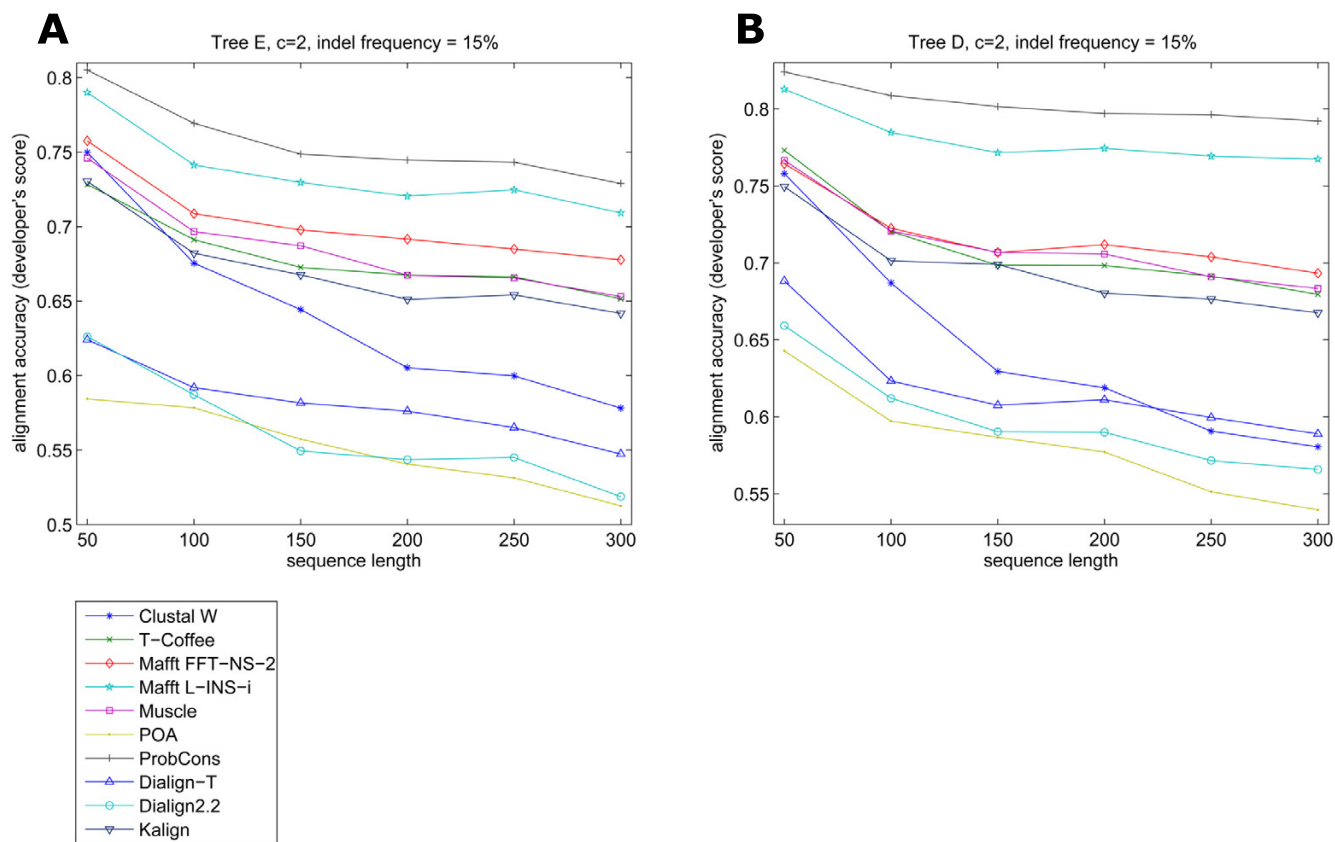 A
Tree E, c=2, indel frequency = 15%
alignment accuracy (developer's score)
0.8
0.75
0.7
0.65
0.6
0.55
0.5
50 100 150 200 250 300
sequence length
B
Tree D, c=2, indel frequency = 15%
alignment accuracy (developer's score)
0.8
0.75
0.7
0.65
0.6
0.55
50 100 150 200 250 300
sequence length
Clustal W
T−Coffee
Mafft FFT−NS−2
Mafft L−INS−i
Muscle
POA
ProbCons
Dialign−T
Dialign2.2
Kalign